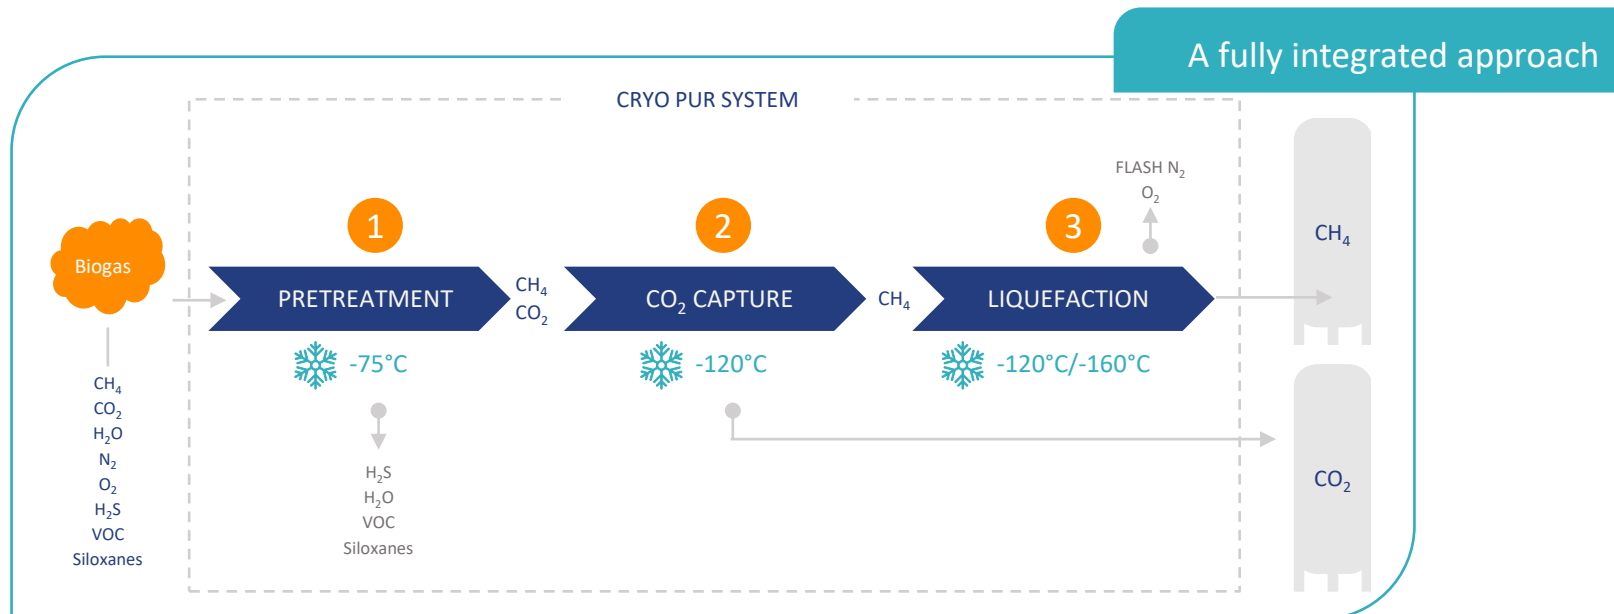 A fully integrated approach
CRYO PUR SYSTEM
FLASH N₂
O₂
1
2
3
CH₄
Biogas
PRETREATMENT
CH₄
CO₂
CO₂ CAPTURE
CH₄
LIQUEFACTION
-75°C
-120°C
-120°C/-160°C
CH₄
CO₂
H₂O
N₂
O₂
H₂S
VOC
Siloxanes
H₂S
H₂O
VOC
Siloxanes
CO₂